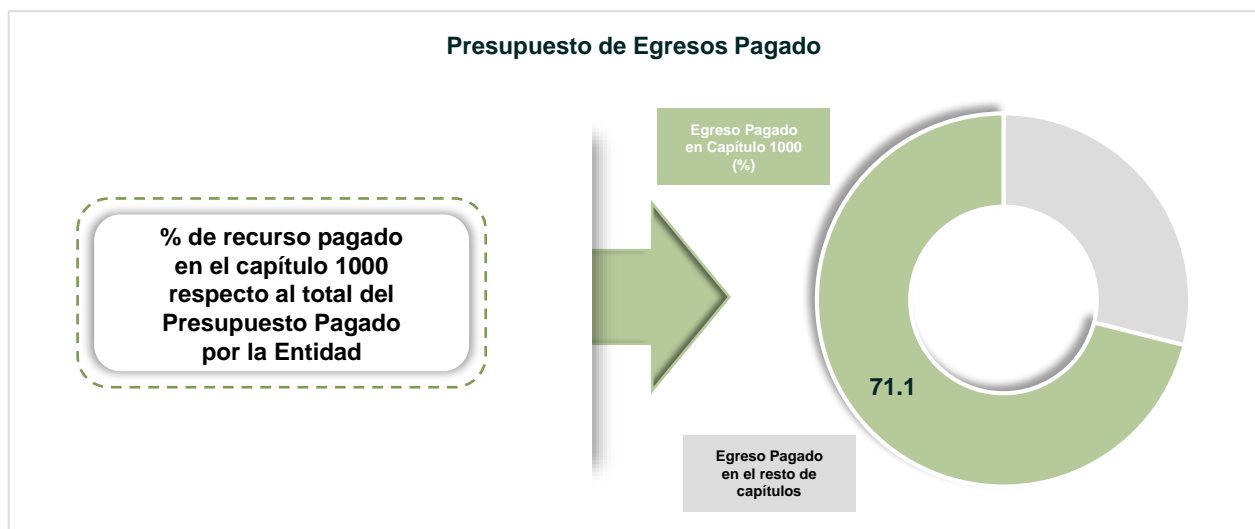 Presupuesto de Egresos Pagado
% de recurso pagado
en el capítulo 1000
respecto al total del
Presupuesto Pagado
por la Entidad
Egreso Pagado
en Capítulo 1000
(%)
71.1
Egreso Pagado
en el resto de
capítulos